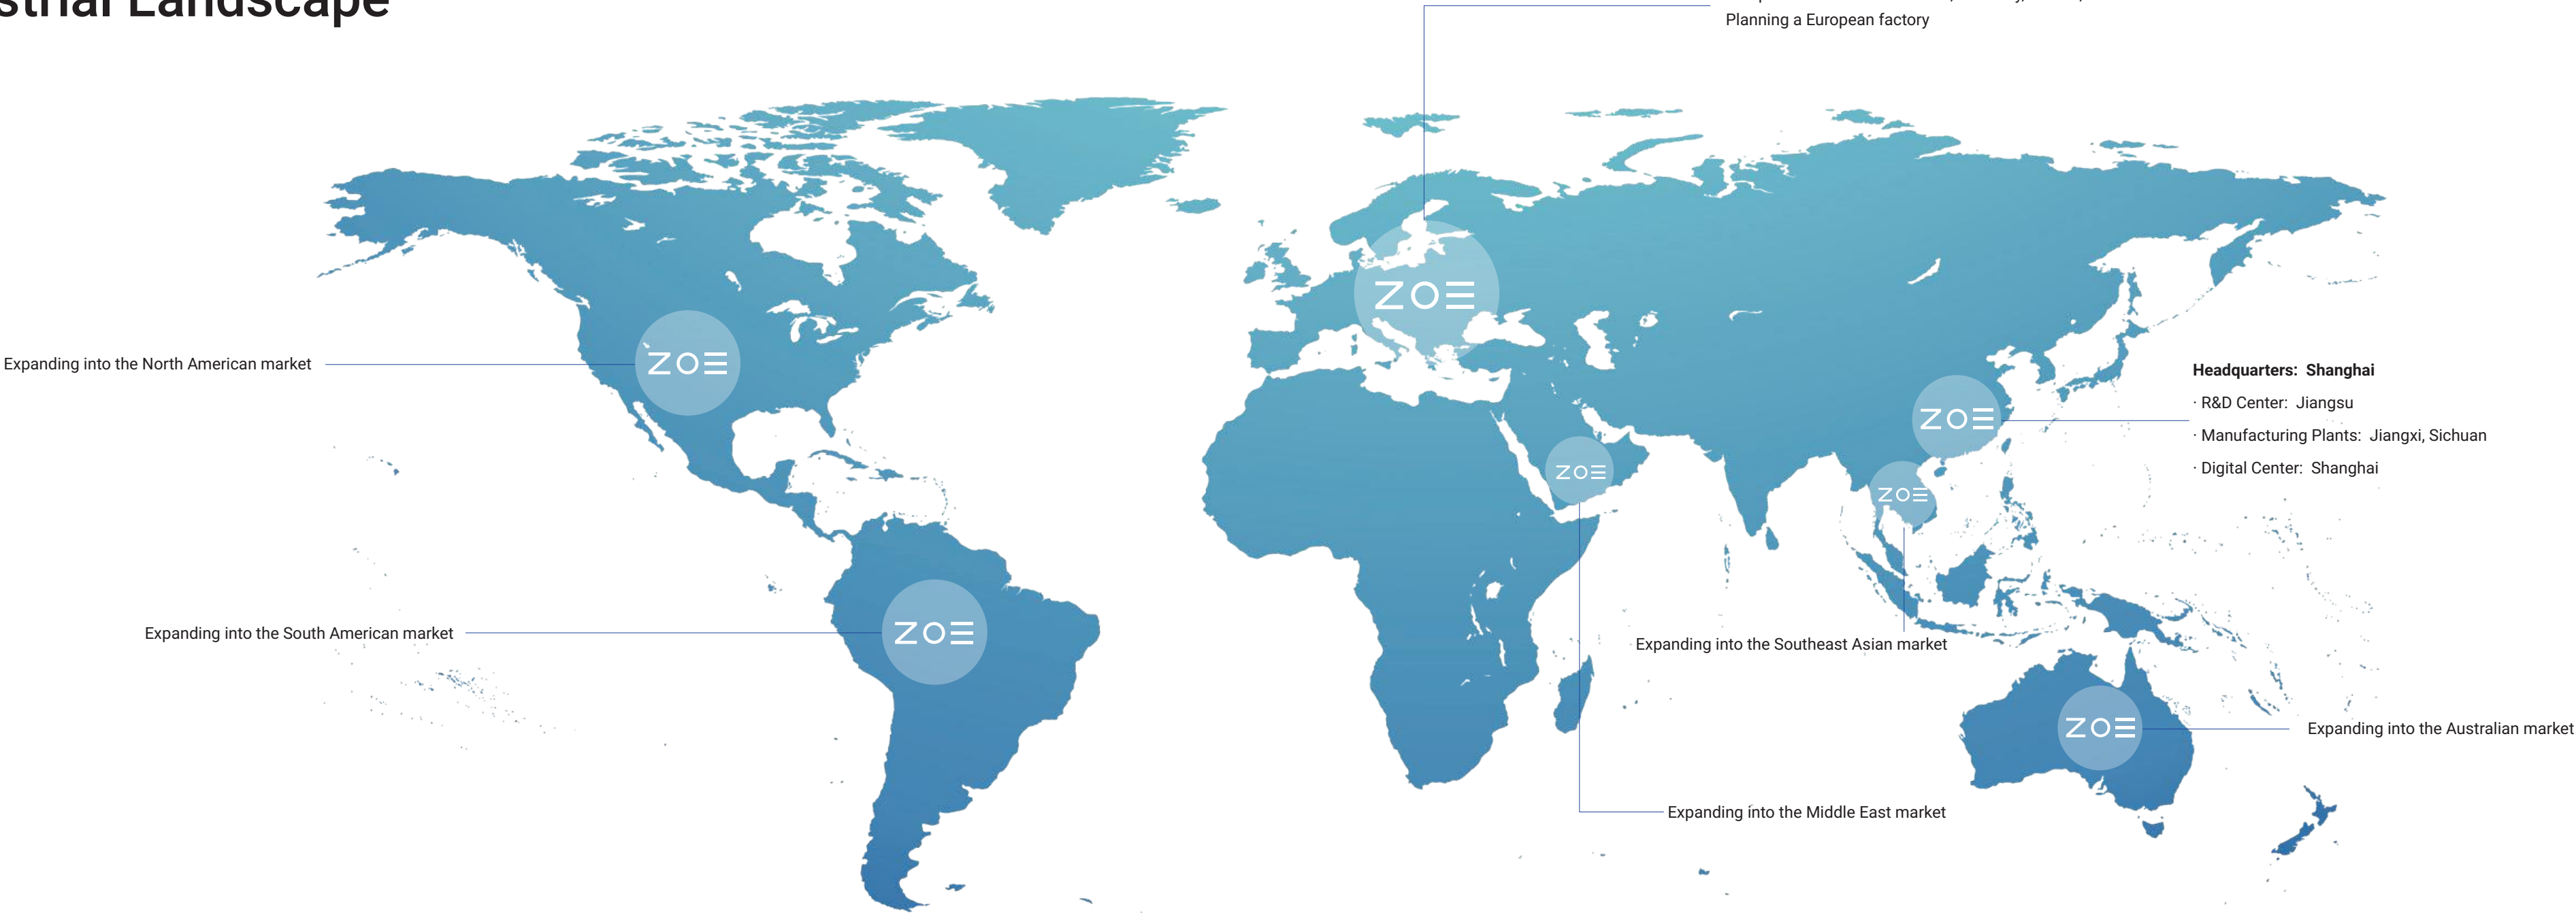 Landscape
Planning a European factory
ZOE
Expanding into the North American market
ZOE
Headquarters: Shanghai
· R&D Center: Jiangsu
· Manufacturing Plants: Jiangxi, Sichuan
· Digital Center: Shanghai
ZOE
ZOE
ZOE
Expanding into the South American market
ZOE
Expanding into the Southeast Asian market
ZOE
Expanding into the Australian market
Expanding into the Middle East market